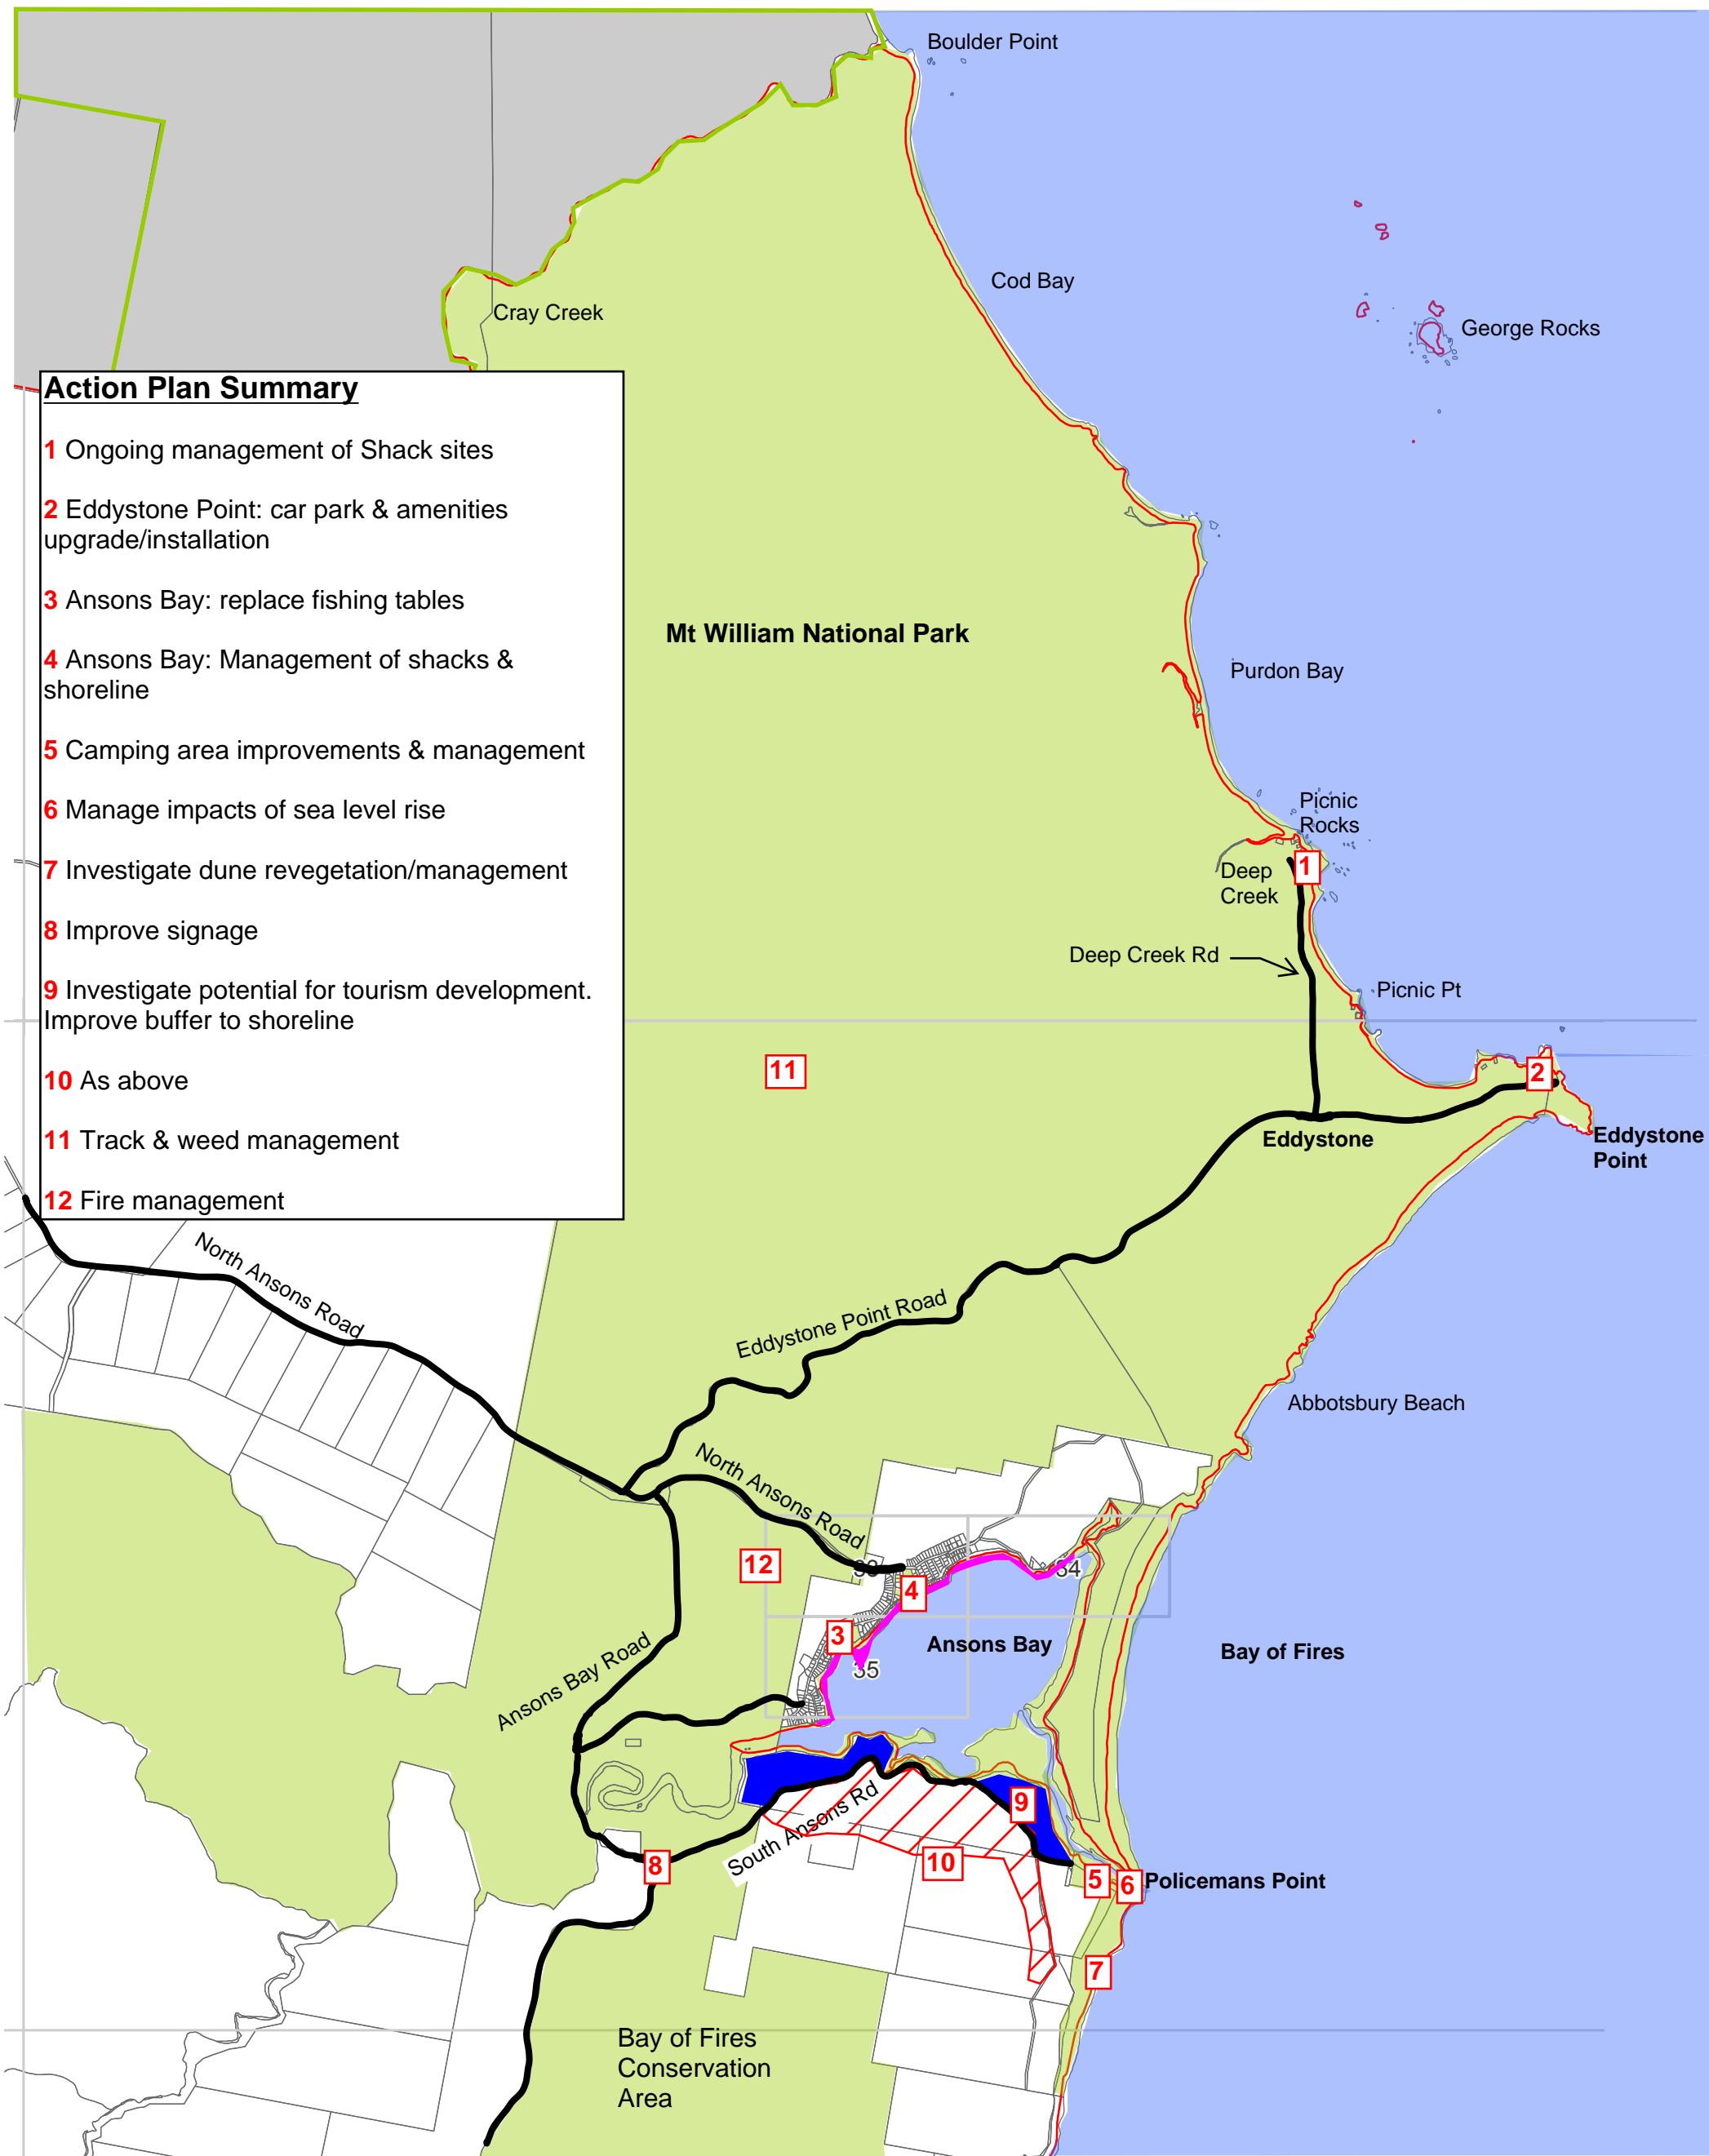 Boulder Point
Cod Bay
George Rocks
Cray Creek
Action Plan Summary
1 Ongoing management of Shack sites
2 Eddystone Point: car park & amenities
upgrade/installation
3 Ansons Bay: replace fishing tables
4 Ansons Bay: Management of shacks &
shoreline
5 Camping area improvements & management
6 Manage impacts of sea level rise
7 Investigate dune revegetation/management
8 Improve signage
9 Investigate potential for tourism development.
Improve buffer to shoreline
10 As above
11 Track & weed management
12 Fire management
Mt William National Park
Purdon Bay
Picnic
Rocks
1
Deep
Creek
Deep Creek Rd
Picnic Pt
11
2
Eddystone
Eddystone
Point
North Ansons Road
Eddystone Point Road
Abbotsbury Beach
North Ansons Road
12
34
4
3
Ansons Bay
Bay of Fires
35
Ansons Bay Road
9
South Ansons Rd
10
8
5
6
Policemans Point
7
Bay of Fires
Conservation
Area